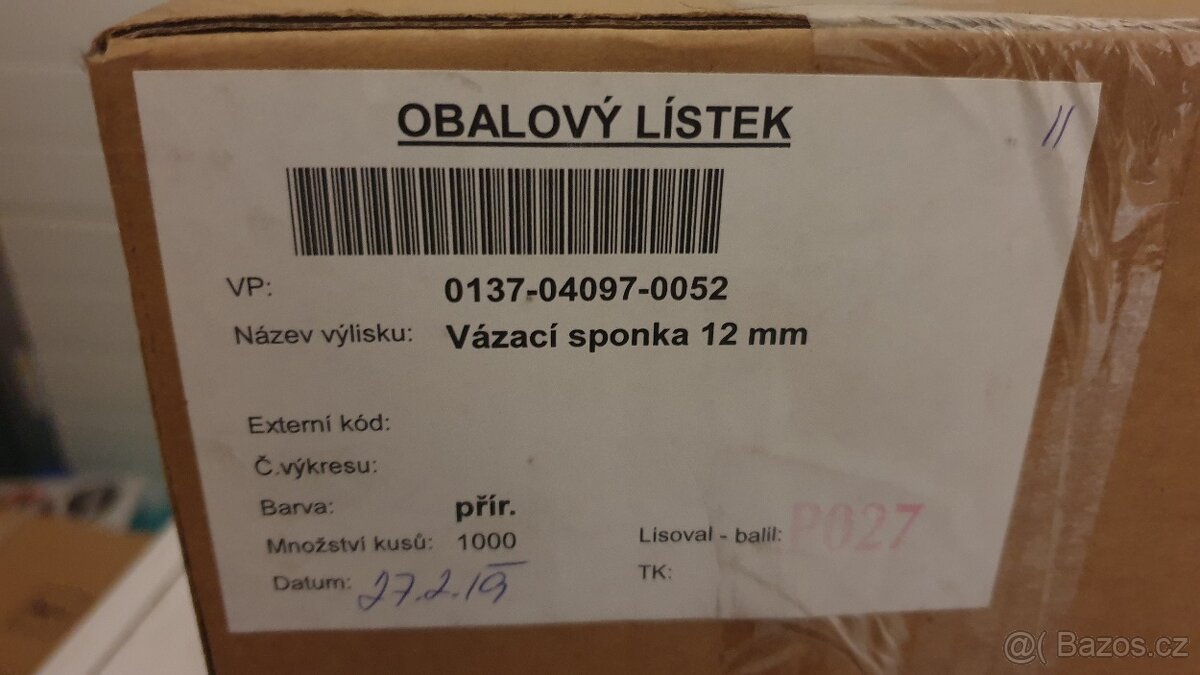 OBALOVÝ LÍSTEK
VP: 0137-04097-0052
Název výlisku: Vázací sponka 12 mm
Externí kód:
Č.výkresu:
Barva: přír.
Množství kusů: 1000
Lisoval - balil: P027
Datum: 27.2.19
TK:
@( Bazos.cz